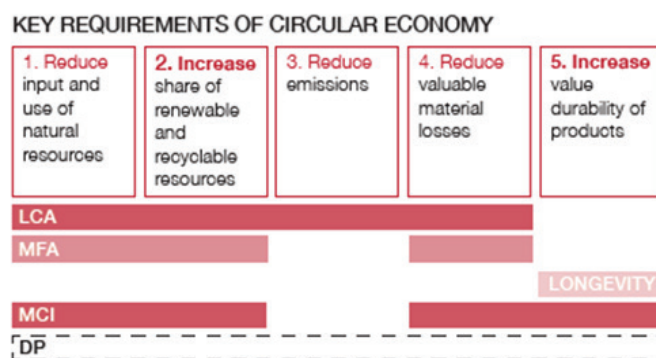 KEY REQUIREMENTS OF CIRCULAR ECONOMY
1. Reduce
input and
use of
natural
resources
2. Increase
share of
renewable
and
recyclable
resources
3. Reduce
emissions
4. Reduce
valuable
material
losses
5. Increase
value
durability of
products
LCA
MFA
LONGEVITY
MCI
DP